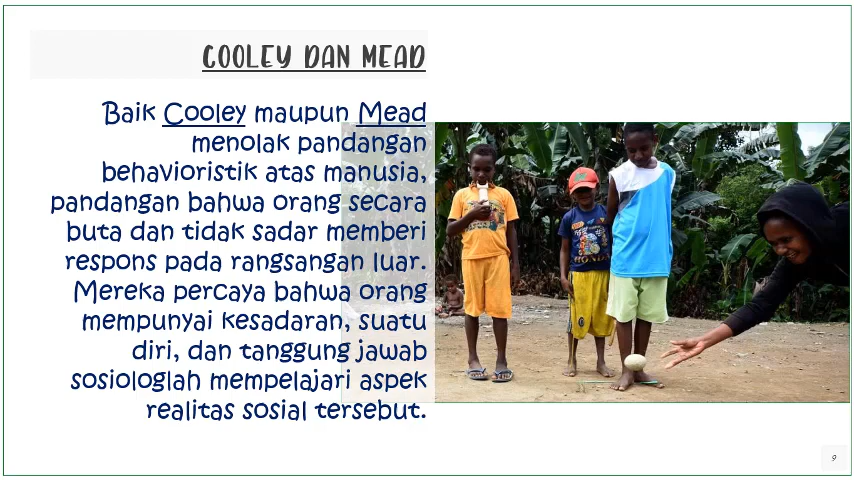 COOLEY DAN MEAD
Baik Cooley maupun Mead
menolak pandangan
behavioristik atas manusia,
pandangan bahwa orang secara
buta dan tidak sadar memberi
respons pada rangsangan luar.
Mereka percaya bahwa orang
mempunyai kesadaran, suatu
diri, dan tanggung jawab
sosiologlah mempelajari aspek
realitas sosial tersebut.
9